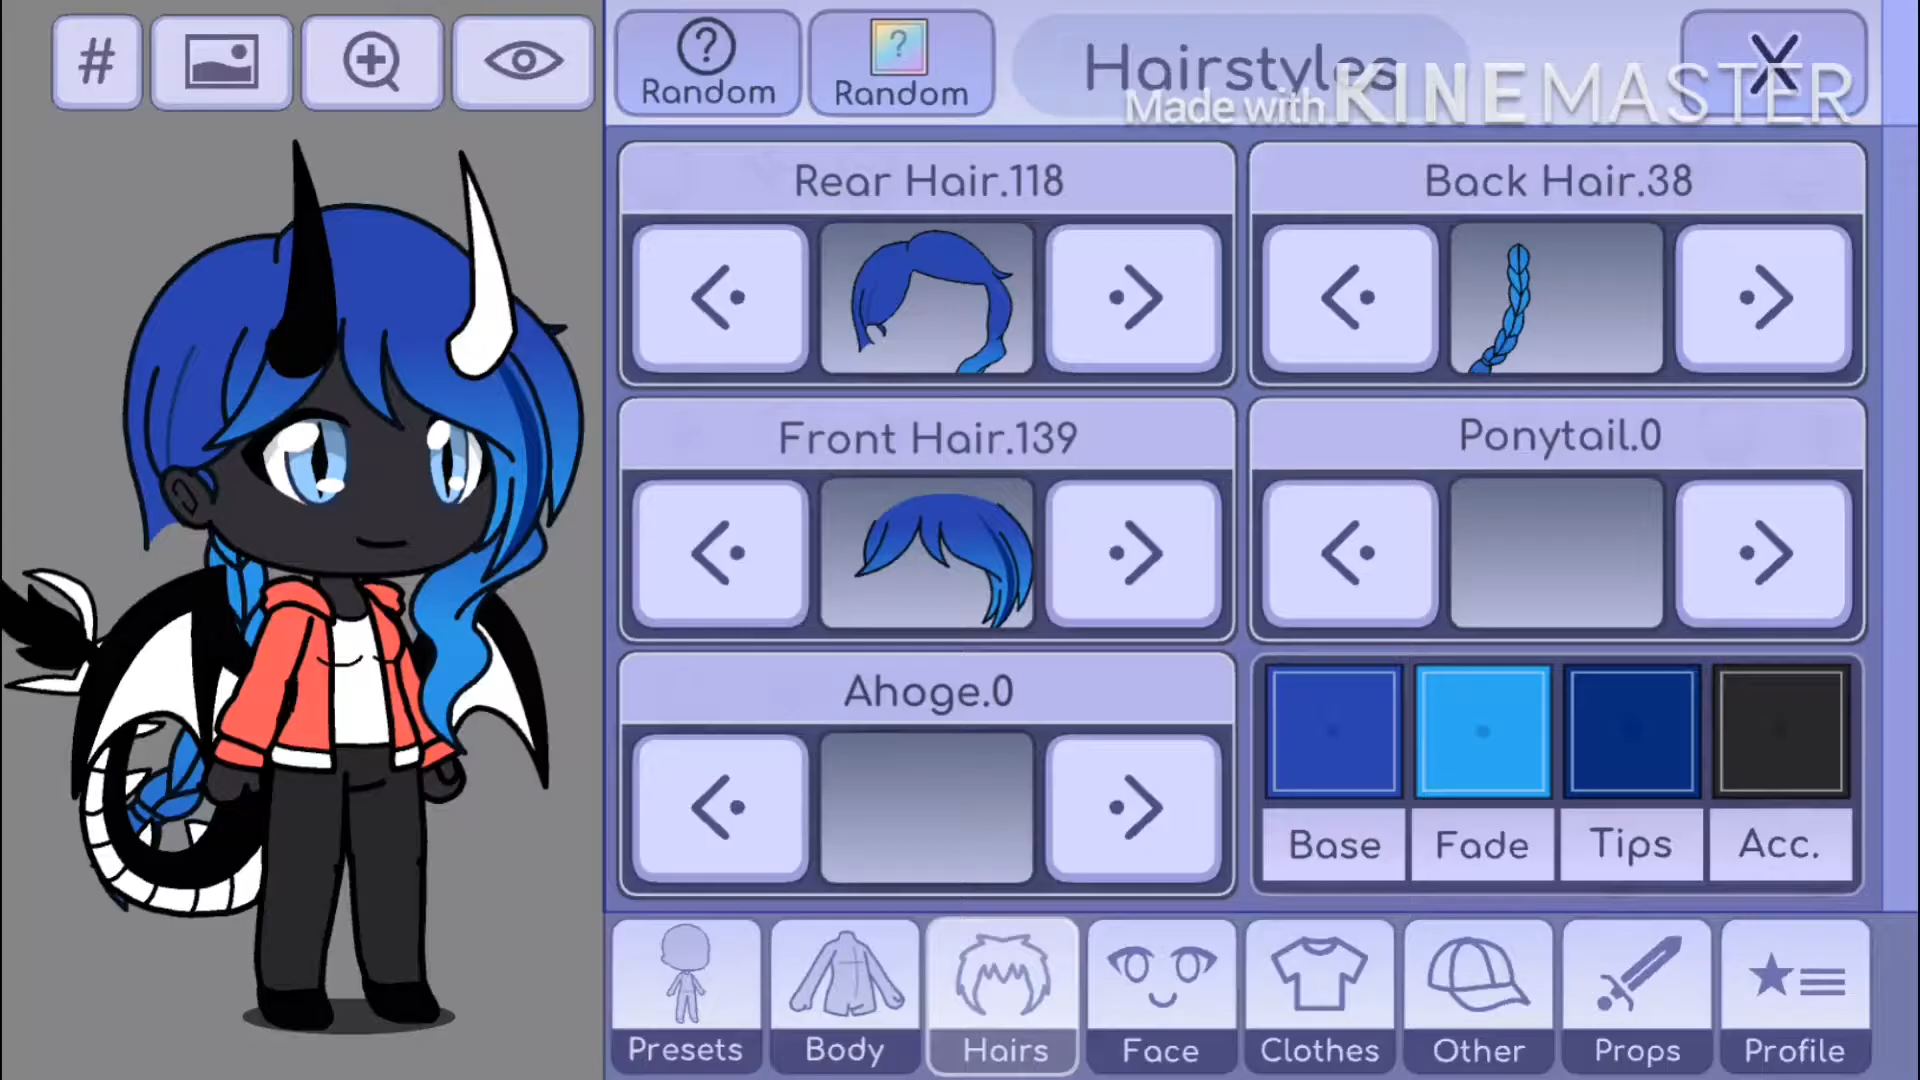 #
? Random
? Random
Hairstyles
X
Made with KINEMASTER
Rear Hair.118
Back Hair.38
Front Hair.139
Ponytail.0
Ahoge.0
Base Fade Tips Acc.
Presets Body Hairs Face Clothes Other Props Profile